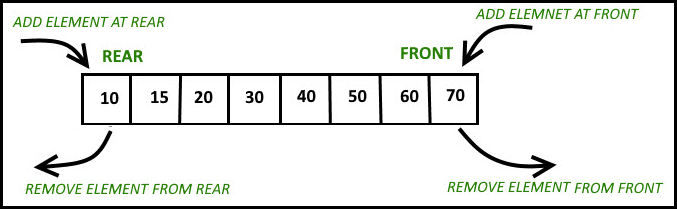 ADD ELEMENT AT REAR
ADD ELEMNET AT FRONT
REAR
FRONT
10 15 20 30 40 50 60 70
REMOVE ELEMENT FROM REAR
REMOVE ELEMENT FROM FRONT